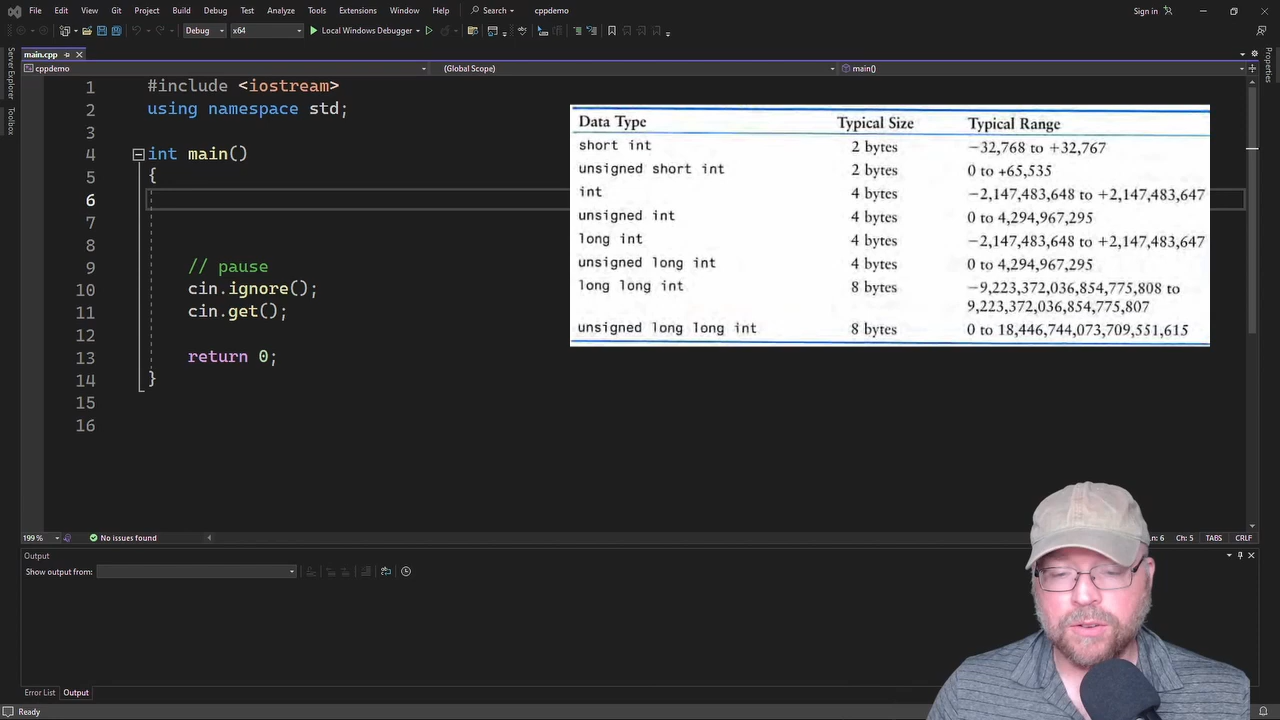 File Edit View Git Project Build Debug Test Analyze Tools Extensions Window Help Search cppdemo Sign in
Debug x64 Local Windows Debugger
main.cpp
cppdemo (Global Scope) main()
Server Explorer
Toolbox
Properties
1 #include <iostream>
2 using namespace std;
3
4 int main()
5 {
6
7
8
9 // pause
10 cin.ignore();
11 cin.get();
12
13 return 0;
14 }
15
16
Data Type Typical Size Typical Range
short int 2 bytes −32,768 to +32,767
unsigned short int 2 bytes 0 to +65,535
int 4 bytes −2,147,483,648 to +2,147,483,647
unsigned int 4 bytes 0 to 4,294,967,295
long int 4 bytes −2,147,483,648 to +2,147,483,647
unsigned long int 4 bytes 0 to 4,294,967,295
long long int 8 bytes −9,223,372,036,854,775,808 to
9,223,372,036,854,775,807
unsigned long long int 8 bytes 0 to 18,446,744,073,709,551,615
199 % No issues found Ln: 6 Ch: 5 TABS CRLF
Output
Show output from:
Error List Output
Ready